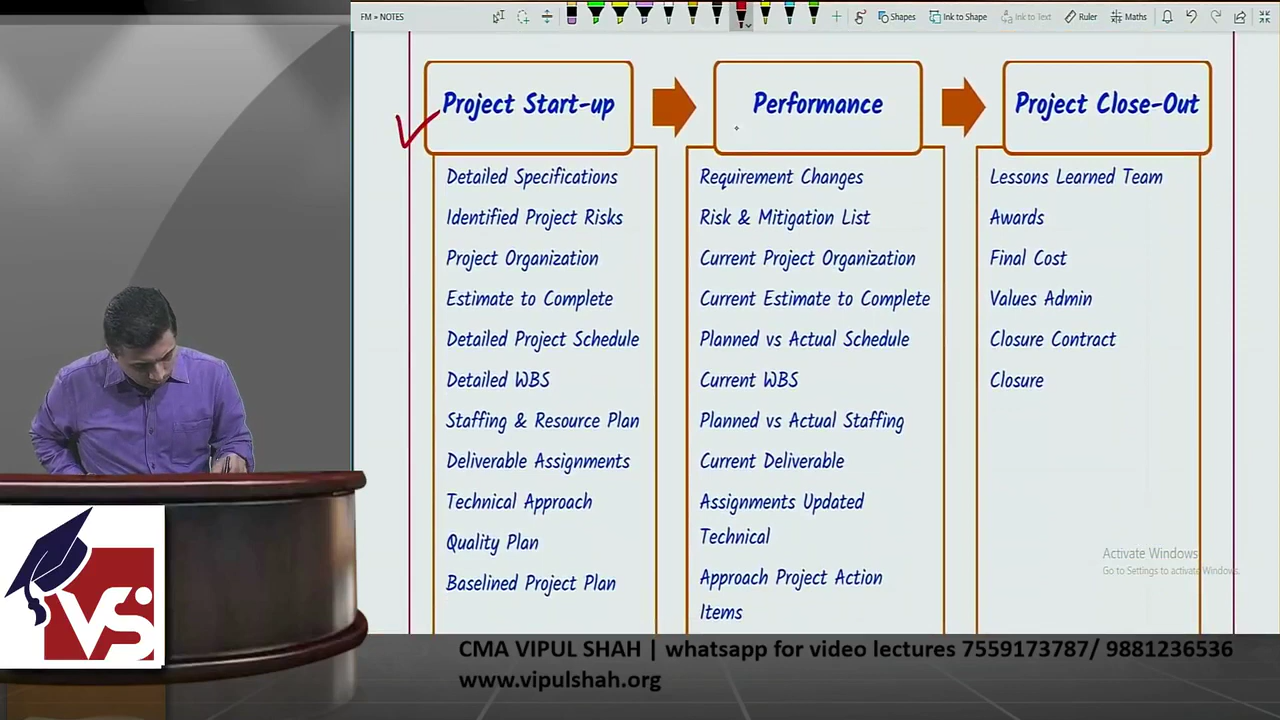 FM » NOTES
Shapes
Ink to Shape
Ink to Text
Ruler
Maths
Project Start-up
Performance
Project Close-Out
Detailed Specifications
Identified Project Risks
Project Organization
Estimate to Complete
Detailed Project Schedule
Detailed WBS
Staffing & Resource Plan
Deliverable Assignments
Technical Approach
Quality Plan
Baselined Project Plan
Requirement Changes
Risk & Mitigation List
Current Project Organization
Current Estimate to Complete
Planned vs Actual Schedule
Current WBS
Planned vs Actual Staffing
Current Deliverable
Assignments Updated
Technical
Approach Project Action
Items
Lessons Learned Team
Awards
Final Cost
Values Admin
Closure Contract
Closure
Activate Windows
Go to Settings to activate Windows.
VS
CMA VIPUL SHAH | whatsapp for video lectures 7559173787/ 9881236536
www.vipulshah.org